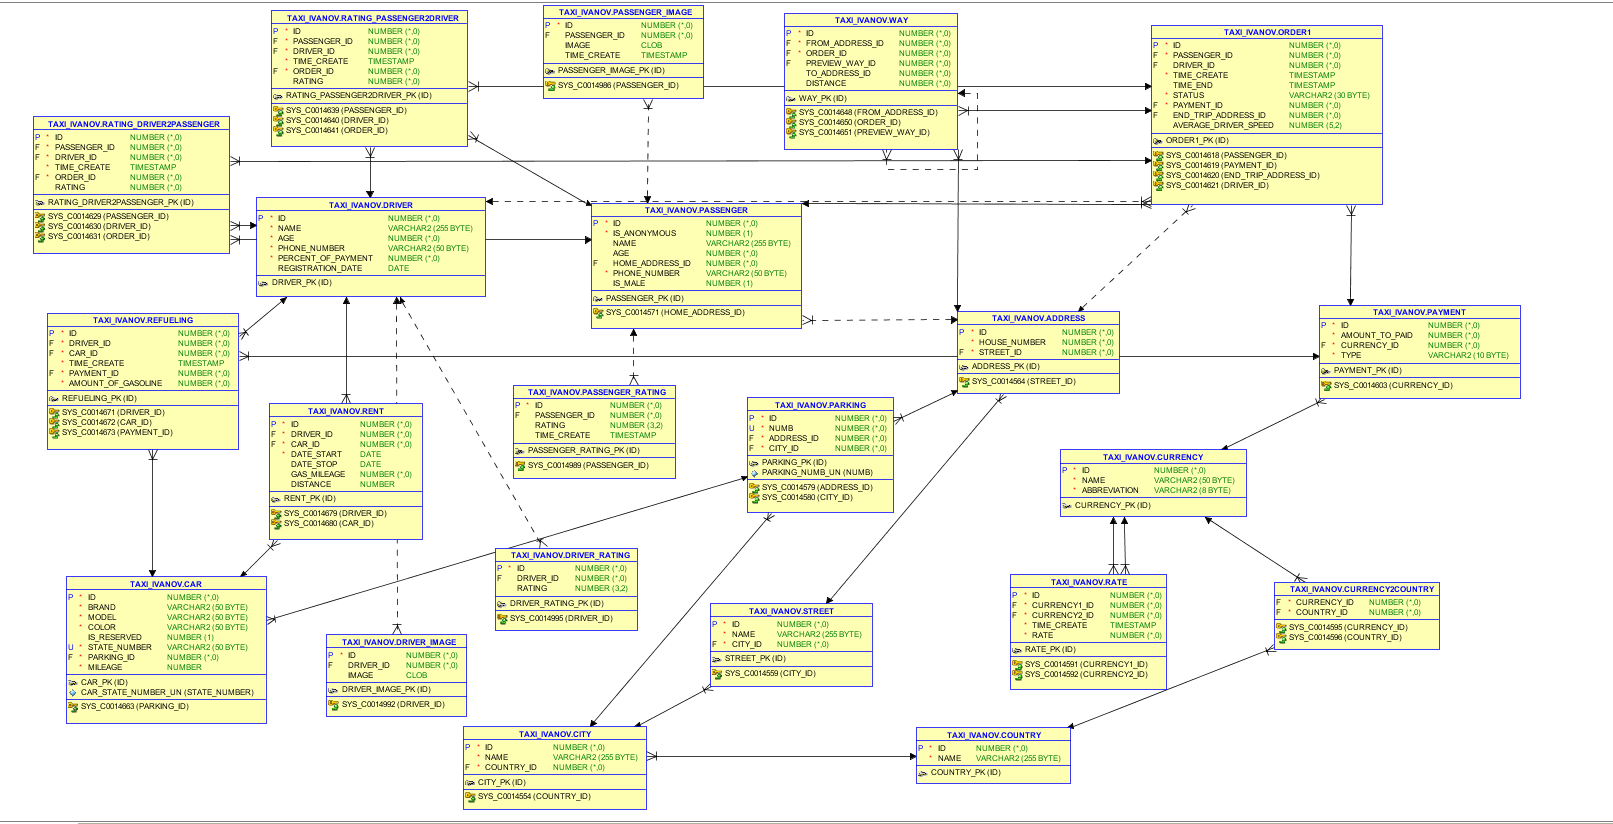 TAXI_IVANOV.RATING_PASSENGER2DRIVER
P * ID NUMBER (*,0)
F * PASSENGER_ID NUMBER (*,0)
F * DRIVER_ID NUMBER (*,0)
* TIME_CREATE TIMESTAMP
F * ORDER_ID NUMBER (*,0)
RATING NUMBER (*,0)
RATING_PASSENGER2DRIVER_PK (ID)
SYS_C0014639 (PASSENGER_ID)
SYS_C0014640 (DRIVER_ID)
SYS_C0014641 (ORDER_ID)
TAXI_IVANOV.PASSENGER_IMAGE
P * ID NUMBER (*,0)
F PASSENGER_ID NUMBER (*,0)
IMAGE CLOB
TIME_CREATE TIMESTAMP
PASSENGER_IMAGE_PK (ID)
SYS_C0014986 (PASSENGER_ID)
TAXI_IVANOV.WAY
P * ID NUMBER (*,0)
F * FROM_ADDRESS_ID NUMBER (*,0)
F * ORDER_ID NUMBER (*,0)
F PREVIEW_WAY_ID NUMBER (*,0)
TO_ADDRESS_ID NUMBER (*,0)
DISTANCE NUMBER (*,0)
WAY_PK (ID)
SYS_C0014648 (FROM_ADDRESS_ID)
SYS_C0014650 (ORDER_ID)
SYS_C0014651 (PREVIEW_WAY_ID)
TAXI_IVANOV.ORDER1
P * ID NUMBER (*,0)
F * PASSENGER_ID NUMBER (*,0)
F DRIVER_ID NUMBER (*,0)
* TIME_CREATE TIMESTAMP
TIME_END TIMESTAMP
* STATUS VARCHAR2 (30 BYTE)
F * PAYMENT_ID NUMBER (*,0)
F END_TRIP_ADDRESS_ID NUMBER (*,0)
AVERAGE_DRIVER_SPEED NUMBER (5,2)
ORDER1_PK (ID)
SYS_C0014618 (PASSENGER_ID)
SYS_C0014619 (PAYMENT_ID)
SYS_C0014620 (END_TRIP_ADDRESS_ID)
SYS_C0014621 (DRIVER_ID)
TAXI_IVANOV.RATING_DRIVER2PASSENGER
P * ID NUMBER (*,0)
F * PASSENGER_ID NUMBER (*,0)
F * DRIVER_ID NUMBER (*,0)
* TIME_CREATE TIMESTAMP
F * ORDER_ID NUMBER (*,0)
RATING NUMBER (*,0)
RATING_DRIVER2PASSENGER_PK (ID)
SYS_C0014629 (PASSENGER_ID)
SYS_C0014630 (DRIVER_ID)
SYS_C0014631 (ORDER_ID)
TAXI_IVANOV.DRIVER
P * ID NUMBER (*,0)
* NAME VARCHAR2 (255 BYTE)
* AGE NUMBER (*,0)
* PHONE_NUMBER VARCHAR2 (50 BYTE)
* PERCENT_OF_PAYMENT NUMBER (*,0)
REGISTRATION_DATE DATE
DRIVER_PK (ID)
TAXI_IVANOV.PASSENGER
P * ID NUMBER (*,0)
* IS_ANONYMOUS NUMBER (1)
NAME VARCHAR2 (255 BYTE)
AGE NUMBER (*,0)
F HOME_ADDRESS_ID NUMBER (*,0)
* PHONE_NUMBER VARCHAR2 (50 BYTE)
IS_MALE NUMBER (1)
PASSENGER_PK (ID)
SYS_C0014571 (HOME_ADDRESS_ID)
TAXI_IVANOV.REFUELING
P * ID NUMBER (*,0)
F * DRIVER_ID NUMBER (*,0)
F * CAR_ID NUMBER (*,0)
* TIME_CREATE TIMESTAMP
F * PAYMENT_ID NUMBER (*,0)
* AMOUNT_OF_GASOLINE NUMBER (*,0)
REFUELING_PK (ID)
SYS_C0014671 (DRIVER_ID)
SYS_C0014672 (CAR_ID)
SYS_C0014673 (PAYMENT_ID)
TAXI_IVANOV.ADDRESS
P * ID NUMBER (*,0)
* HOUSE_NUMBER NUMBER (*,0)
F * STREET_ID NUMBER (*,0)
ADDRESS_PK (ID)
SYS_C0014564 (STREET_ID)
TAXI_IVANOV.PAYMENT
P * ID NUMBER (*,0)
* AMOUNT_TO_PAID NUMBER (*,0)
F * CURRENCY_ID NUMBER (*,0)
* TYPE VARCHAR2 (10 BYTE)
PAYMENT_PK (ID)
SYS_C0014603 (CURRENCY_ID)
TAXI_IVANOV.PASSENGER_RATING
P * ID NUMBER (*,0)
F PASSENGER_ID NUMBER (*,0)
RATING NUMBER (3,2)
TIME_CREATE TIMESTAMP
PASSENGER_RATING_PK (ID)
SYS_C0014989 (PASSENGER_ID)
TAXI_IVANOV.RENT
P * ID NUMBER (*,0)
F * DRIVER_ID NUMBER (*,0)
F * CAR_ID NUMBER (*,0)
* DATE_START DATE
DATE_STOP DATE
GAS_MILEAGE NUMBER (*,0)
DISTANCE NUMBER
RENT_PK (ID)
SYS_C0014679 (DRIVER_ID)
SYS_C0014680 (CAR_ID)
TAXI_IVANOV.PARKING
P * ID NUMBER (*,0)
U * NUMB NUMBER (*,0)
F * ADDRESS_ID NUMBER (*,0)
F * CITY_ID NUMBER (*,0)
PARKING_PK (ID)
PARKING_NUMB_UN (NUMB)
SYS_C0014579 (ADDRESS_ID)
SYS_C0014580 (CITY_ID)
TAXI_IVANOV.CURRENCY
P * ID NUMBER (*,0)
* NAME VARCHAR2 (50 BYTE)
* ABBREVIATION VARCHAR2 (8 BYTE)
CURRENCY_PK (ID)
TAXI_IVANOV.DRIVER_RATING
P * ID NUMBER (*,0)
F DRIVER_ID NUMBER (*,0)
RATING NUMBER (3,2)
DRIVER_RATING_PK (ID)
SYS_C0014995 (DRIVER_ID)
TAXI_IVANOV.CAR
P * ID NUMBER (*,0)
* BRAND VARCHAR2 (50 BYTE)
* MODEL VARCHAR2 (50 BYTE)
* COLOR VARCHAR2 (50 BYTE)
IS_RESERVED NUMBER (1)
U * STATE_NUMBER VARCHAR2 (50 BYTE)
F * PARKING_ID NUMBER (*,0)
* MILEAGE NUMBER
CAR_PK (ID)
CAR_STATE_NUMBER_UN (STATE_NUMBER)
SYS_C0014663 (PARKING_ID)
TAXI_IVANOV.DRIVER_IMAGE
P * ID NUMBER (*,0)
F DRIVER_ID NUMBER (*,0)
IMAGE CLOB
DRIVER_IMAGE_PK (ID)
SYS_C0014992 (DRIVER_ID)
TAXI_IVANOV.STREET
P * ID NUMBER (*,0)
* NAME VARCHAR2 (255 BYTE)
F * CITY_ID NUMBER (*,0)
STREET_PK (ID)
SYS_C0014559 (CITY_ID)
TAXI_IVANOV.RATE
P * ID NUMBER (*,0)
F * CURRENCY1_ID NUMBER (*,0)
F * CURRENCY2_ID NUMBER (*,0)
* TIME_CREATE TIMESTAMP
* RATE NUMBER (*,0)
RATE_PK (ID)
SYS_C0014591 (CURRENCY1_ID)
SYS_C0014592 (CURRENCY2_ID)
TAXI_IVANOV.CURRENCY2COUNTRY
F * CURRENCY_ID NUMBER (*,0)
F * COUNTRY_ID NUMBER (*,0)
SYS_C0014595 (CURRENCY_ID)
SYS_C0014596 (COUNTRY_ID)
TAXI_IVANOV.CITY
P * ID NUMBER (*,0)
* NAME VARCHAR2 (255 BYTE)
F * COUNTRY_ID NUMBER (*,0)
CITY_PK (ID)
SYS_C0014554 (COUNTRY_ID)
TAXI_IVANOV.COUNTRY
P * ID NUMBER (*,0)
* NAME VARCHAR2 (255 BYTE)
COUNTRY_PK (ID)